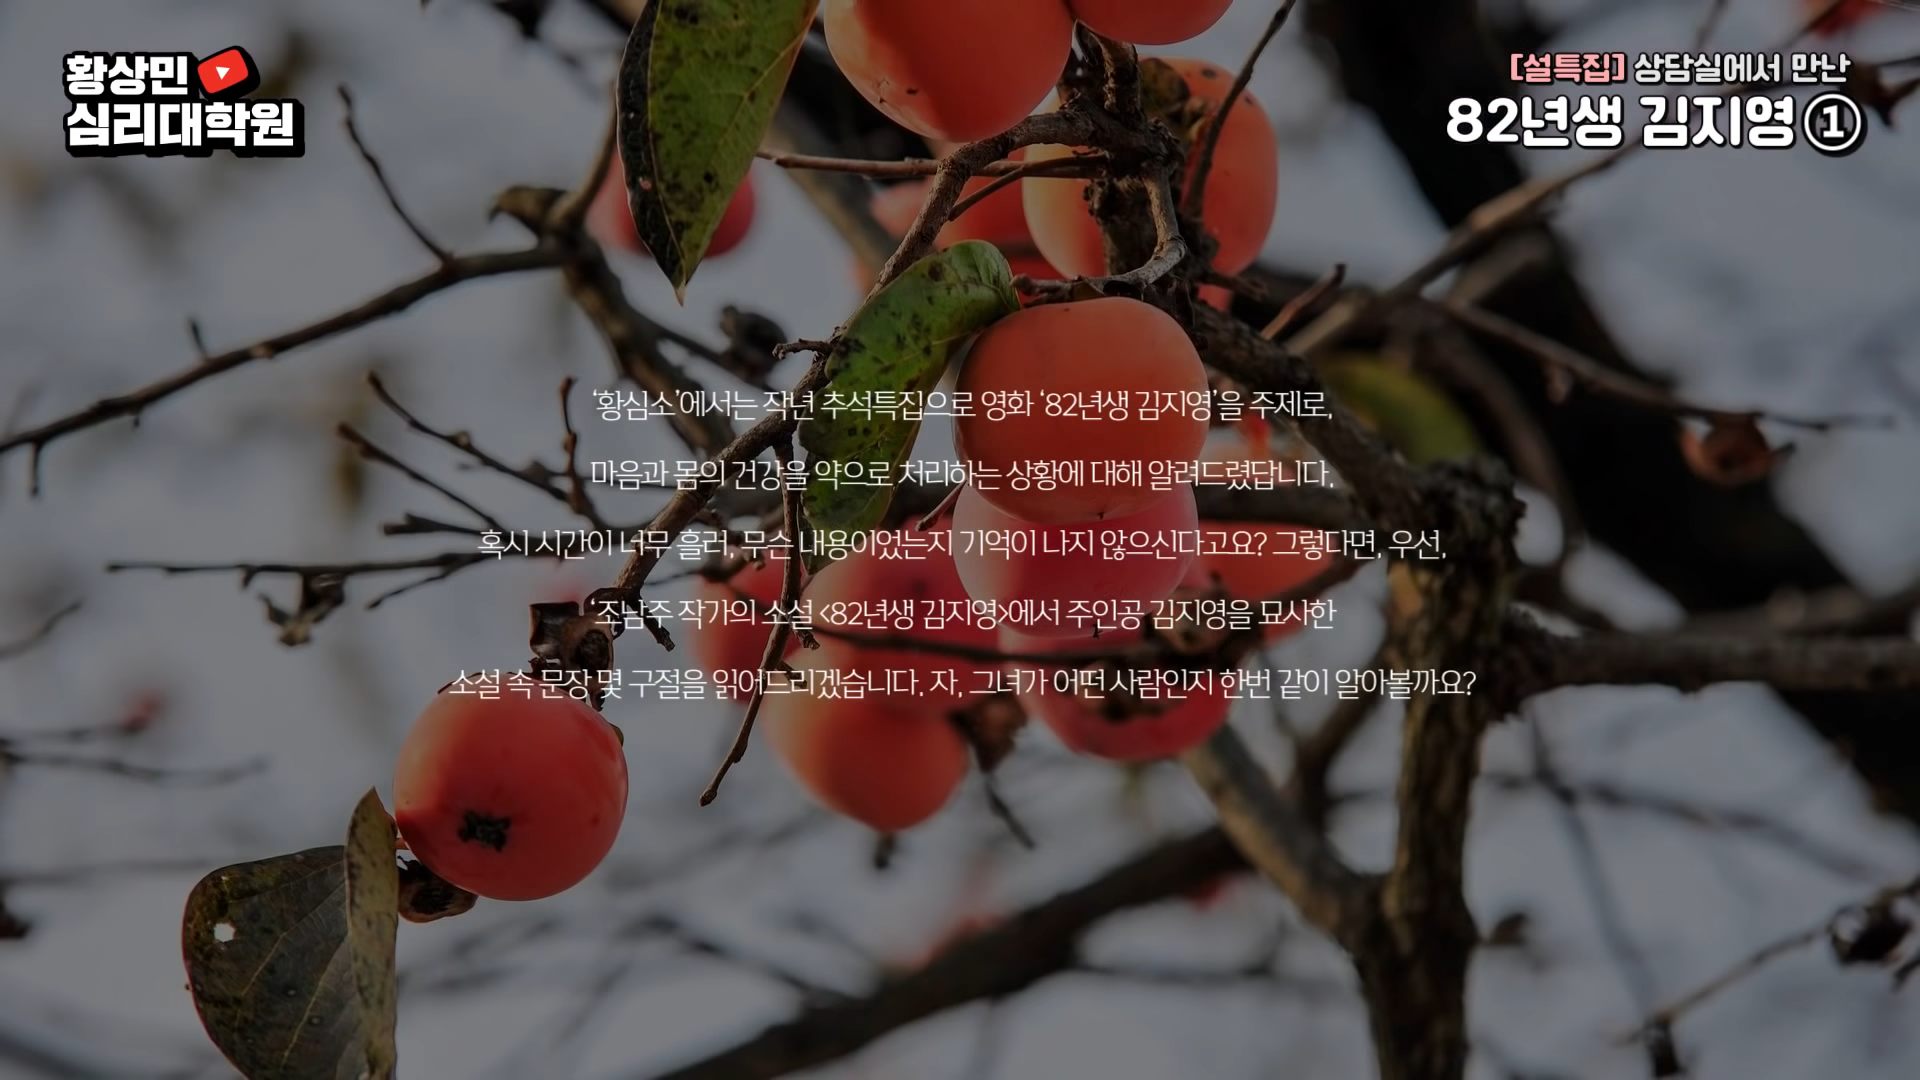 황상민
심리대학원
[설특집] 상담실에서 만난
82년생 김지영①
‘황심소’에서는 작년 추석특집으로 영화 ‘82년생 김지영’을 주제로,
마음과 몸의 건강을 약으로 처리하는 상황에 대해 알려드렸답니다.
혹시 시간이 너무 흘러, 무슨 내용이었는지 기억이 나지 않으신다고요? 그렇다면, 우선,
‘조남주 작가의 소설 <82년생 김지영>에서 주인공 김지영을 묘사한
소설 속 문장 몇 구절을 읽어드리겠습니다. 자, 그녀가 어떤 사람인지 한번 같이 알아볼까요?